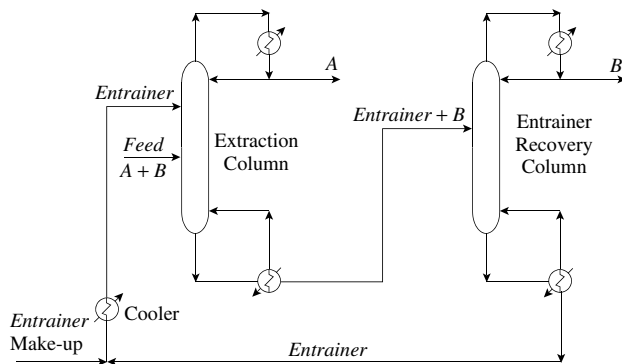 A
B
Entrainer
Entrainer + B
Feed
A + B
Extraction
Column
Entrainer
Recovery
Column
Cooler
Entrainer
Make-up
Entrainer